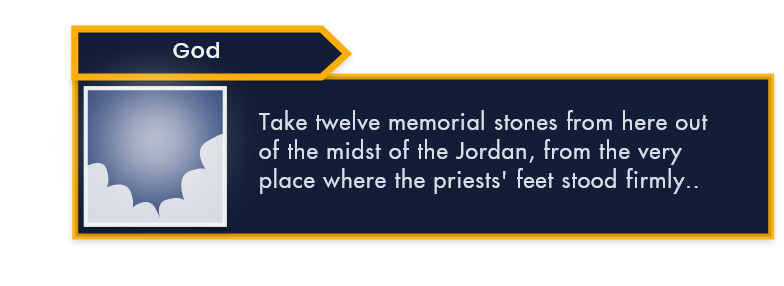 God
Take twelve memorial stones from here out
of the midst of the Jordan, from the very
place where the priests' feet stood firmly..